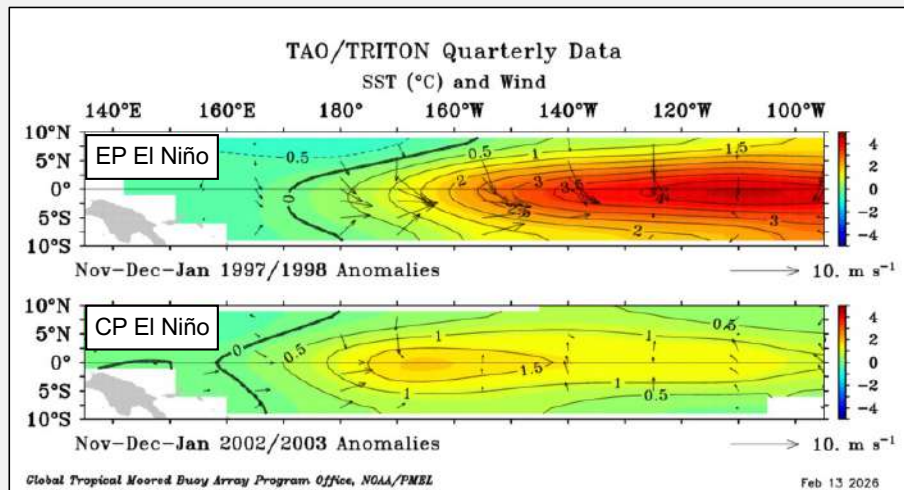 TAO/TRITON Quarterly Data
SST (°C) and Wind
140°E 160°E 180° 160°W 140°W 120°W 100°W
10°N
5°N
0°
5°S
10°S
EP El Niño
-0.5
0
0.5
1
1.5
2
3
3.5
3
2
4
2
0
-2
-4
Nov-Dec-Jan 1997/1998 Anomalies
10. m s⁻¹
10°N
5°N
0°
5°S
10°S
CP El Niño
0
0.5
1
1
0.5
1.5
1
1
0.5
4
2
0
-2
-4
Nov-Dec-Jan 2002/2003 Anomalies
10. m s⁻¹
Global Tropical Moored Buoy Array Program Office, NOAA/PMEL
Feb 13 2026